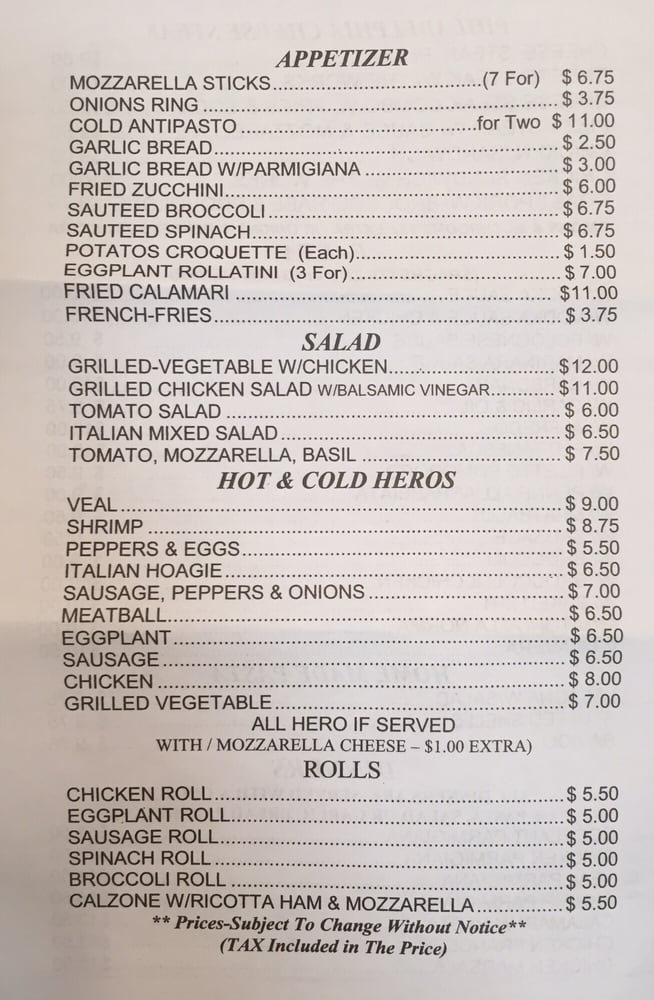 APPETIZER
MOZZARELLA STICKS..............................(7 For) $ 6.75
ONIONS RING.......................................................... $ 3.75
COLD ANTIPASTO...................................for Two $ 11.00
GARLIC BREAD........................................................ $ 2.50
GARLIC BREAD W/PARMIGIANA............................... $ 3.00
FRIED ZUCCHINI...................................................... $ 6.00
SAUTEED BROCCOLI................................................ $ 6.75
SAUTEED SPINACH.................................................. $ 6.75
POTATOS CROQUETTE (Each)................................. $ 1.50
EGGPLANT ROLLATINI (3 For).................................. $ 7.00
FRIED CALAMARI .................................................... $11.00
FRENCH-FRIES........................................................ $ 3.75
SALAD
GRILLED-VEGETABLE W/CHICKEN............................$12.00
GRILLED CHICKEN SALAD W/BALSAMIC VINEGAR..........$11.00
TOMATO SALAD ..................................................... $ 6.00
ITALIAN MIXED SALAD............................................. $ 6.50
TOMATO, MOZZARELLA, BASIL ................................ $ 7.50
HOT & COLD HEROS
VEAL...................................................................... $ 9.00
SHRIMP .................................................................. $ 8.75
PEPPERS & EGGS.................................................... $ 5.50
ITALIAN HOAGIE...................................................... $ 6.50
SAUSAGE, PEPPERS & ONIONS .............................. $ 7.00
MEATBALL............................................................... $ 6.50
EGGPLANT.............................................................. $ 6.50
SAUSAGE ............................................................... $ 6.50
CHICKEN ................................................................ $ 8.00
GRILLED VEGETABLE.............................................. $ 7.00
ALL HERO IF SERVED
WITH / MOZZARELLA CHEESE – $1.00 EXTRA)
ROLLS
CHICKEN ROLL....................................................... $ 5.50
EGGPLANT ROLL..................................................... $ 5.00
SAUSAGE ROLL...................................................... $ 5.00
SPINACH ROLL ....................................................... $ 5.00
BROCCOLI ROLL .................................................... $ 5.00
CALZONE W/RICOTTA HAM & MOZZARELLA.............. $ 5.50
** Prices-Subject To Change Without Notice**
(TAX Included in The Price)